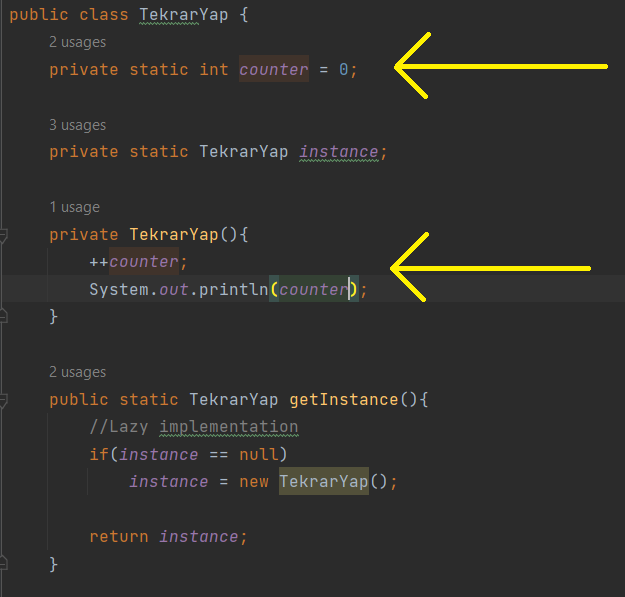 public class TekrarYap {
2 usages
private static int counter = 0;
3 usages
private static TekrarYap instance;
1 usage
private TekrarYap(){
++counter;
System.out.println(counter);
}
2 usages
public static TekrarYap getInstance(){
//Lazy implementation
if(instance == null)
instance = new TekrarYap();
return instance;
}